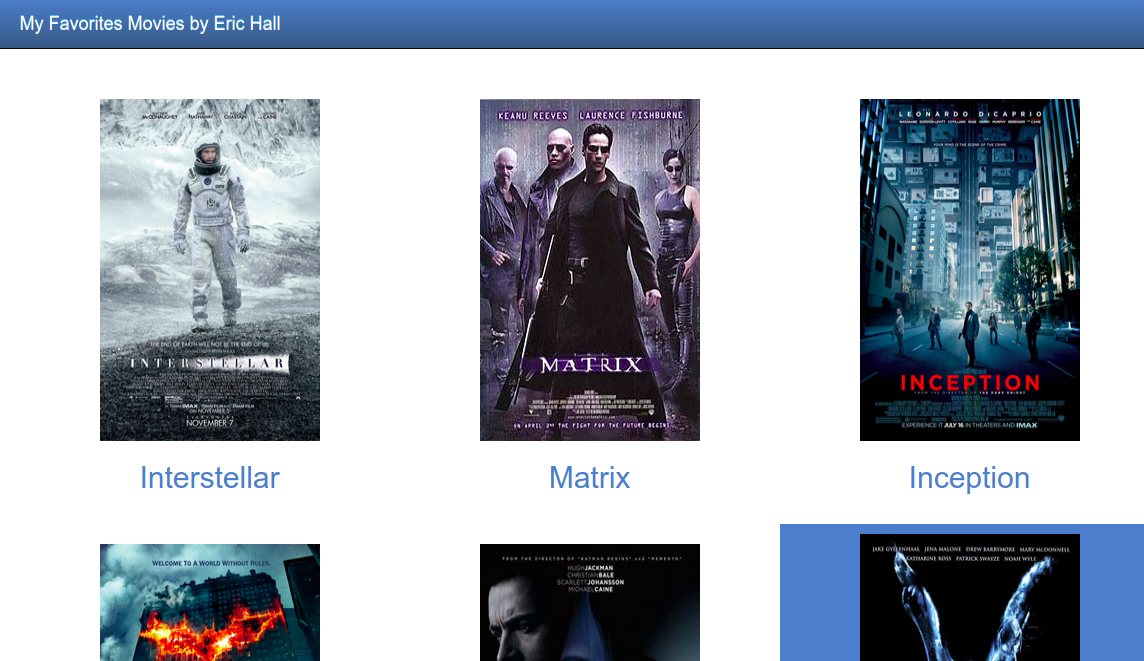 My Favorites Movies by Eric Hall
McCONAUGHEY HATHAWAY CHASTAIN CAINE
THE END OF EARTH WILL NOT BE THE END OF US
INTERSTELLAR
NOVEMBER 7
Interstellar
KEANU REEVES LAURENCE FISHBURNE
MATRIX
ON APRIL 2ND THE FIGHT FOR THE FUTURE BEGINS
Matrix
LEONARDO DiCAPRIO
YOUR MIND IS THE SCENE OF THE CRIME
INCEPTION
FROM THE DIRECTOR OF THE DARK KNIGHT
EXPERIENCE IT JULY 16 IN THEATERS AND IMAX
Inception
WELCOME TO A WORLD WITHOUT RULES.
FROM THE DIRECTOR OF "BATMAN BEGINS" AND "MEMENTO"
HUGH JACKMAN
CHRISTIAN BALE
SCARLETT JOHANSSON
MICHAEL CAINE
JAKE GYLLENHAAL JENA MALONE DREW BARRYMORE MARY McDONNELL
KATHARINE ROSS PATRICK SWAYZE NOAH WYLE